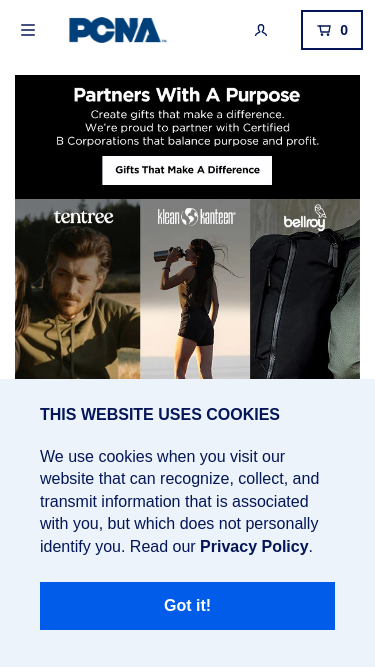 PCNA
0
Partners With A Purpose
Create gifts that make a difference.
We're proud to partner with Certified
B Corporations that balance purpose and profit.
Gifts That Make A Difference
tentree
klean kanteen
bellroy
THIS WEBSITE USES COOKIES
We use cookies when you visit our
website that can recognize, collect, and
transmit information that is associated
with you, but which does not personally
identify you. Read our Privacy Policy.
Got it!